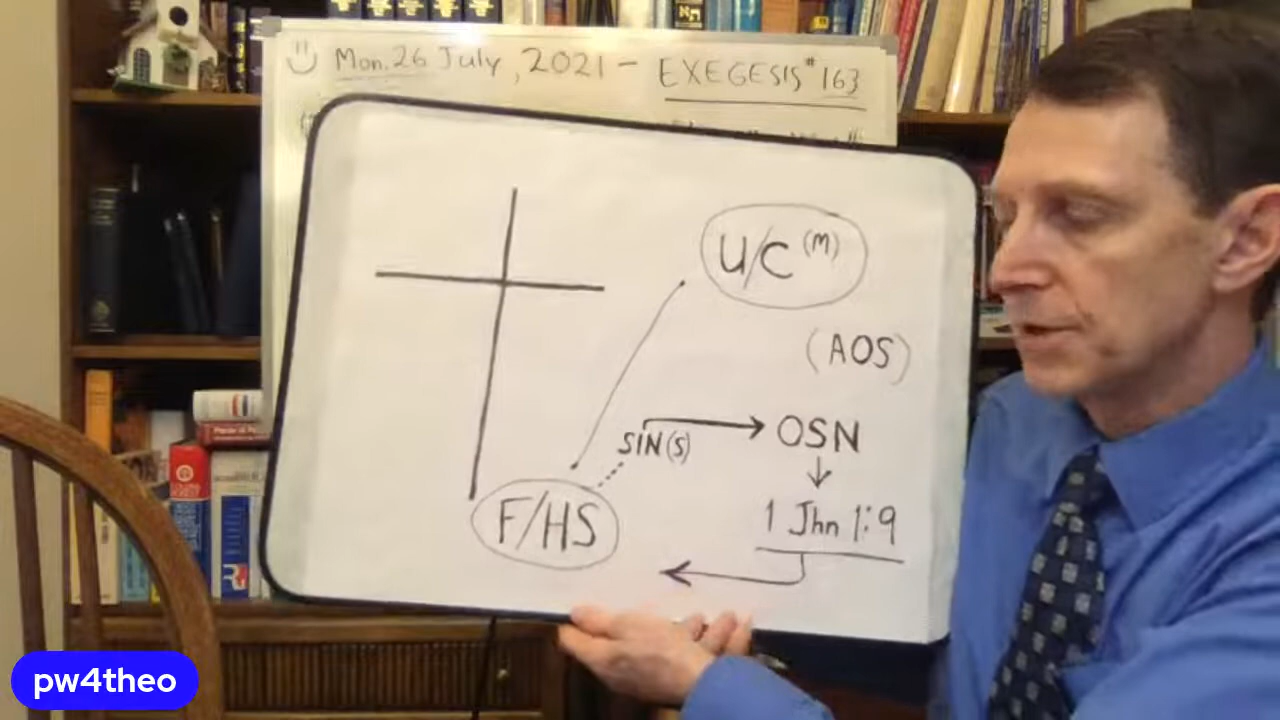 Mon. 26 July, 2021 - EXEGESIS # 163
U/C (M)
(AOS)
SIN(S) → OSN
↓
F/HS
1 Jhn 1:9
pw4theo